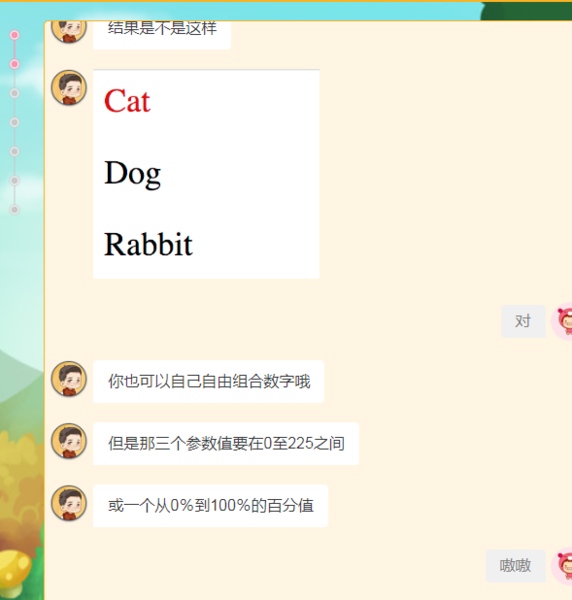 结果是不是这样
Cat
Dog
Rabbit
对
你也可以自己自由组合数字哦
但是那三个参数值要在0至225之间
或一个从0%到100%的百分值
嗷嗷